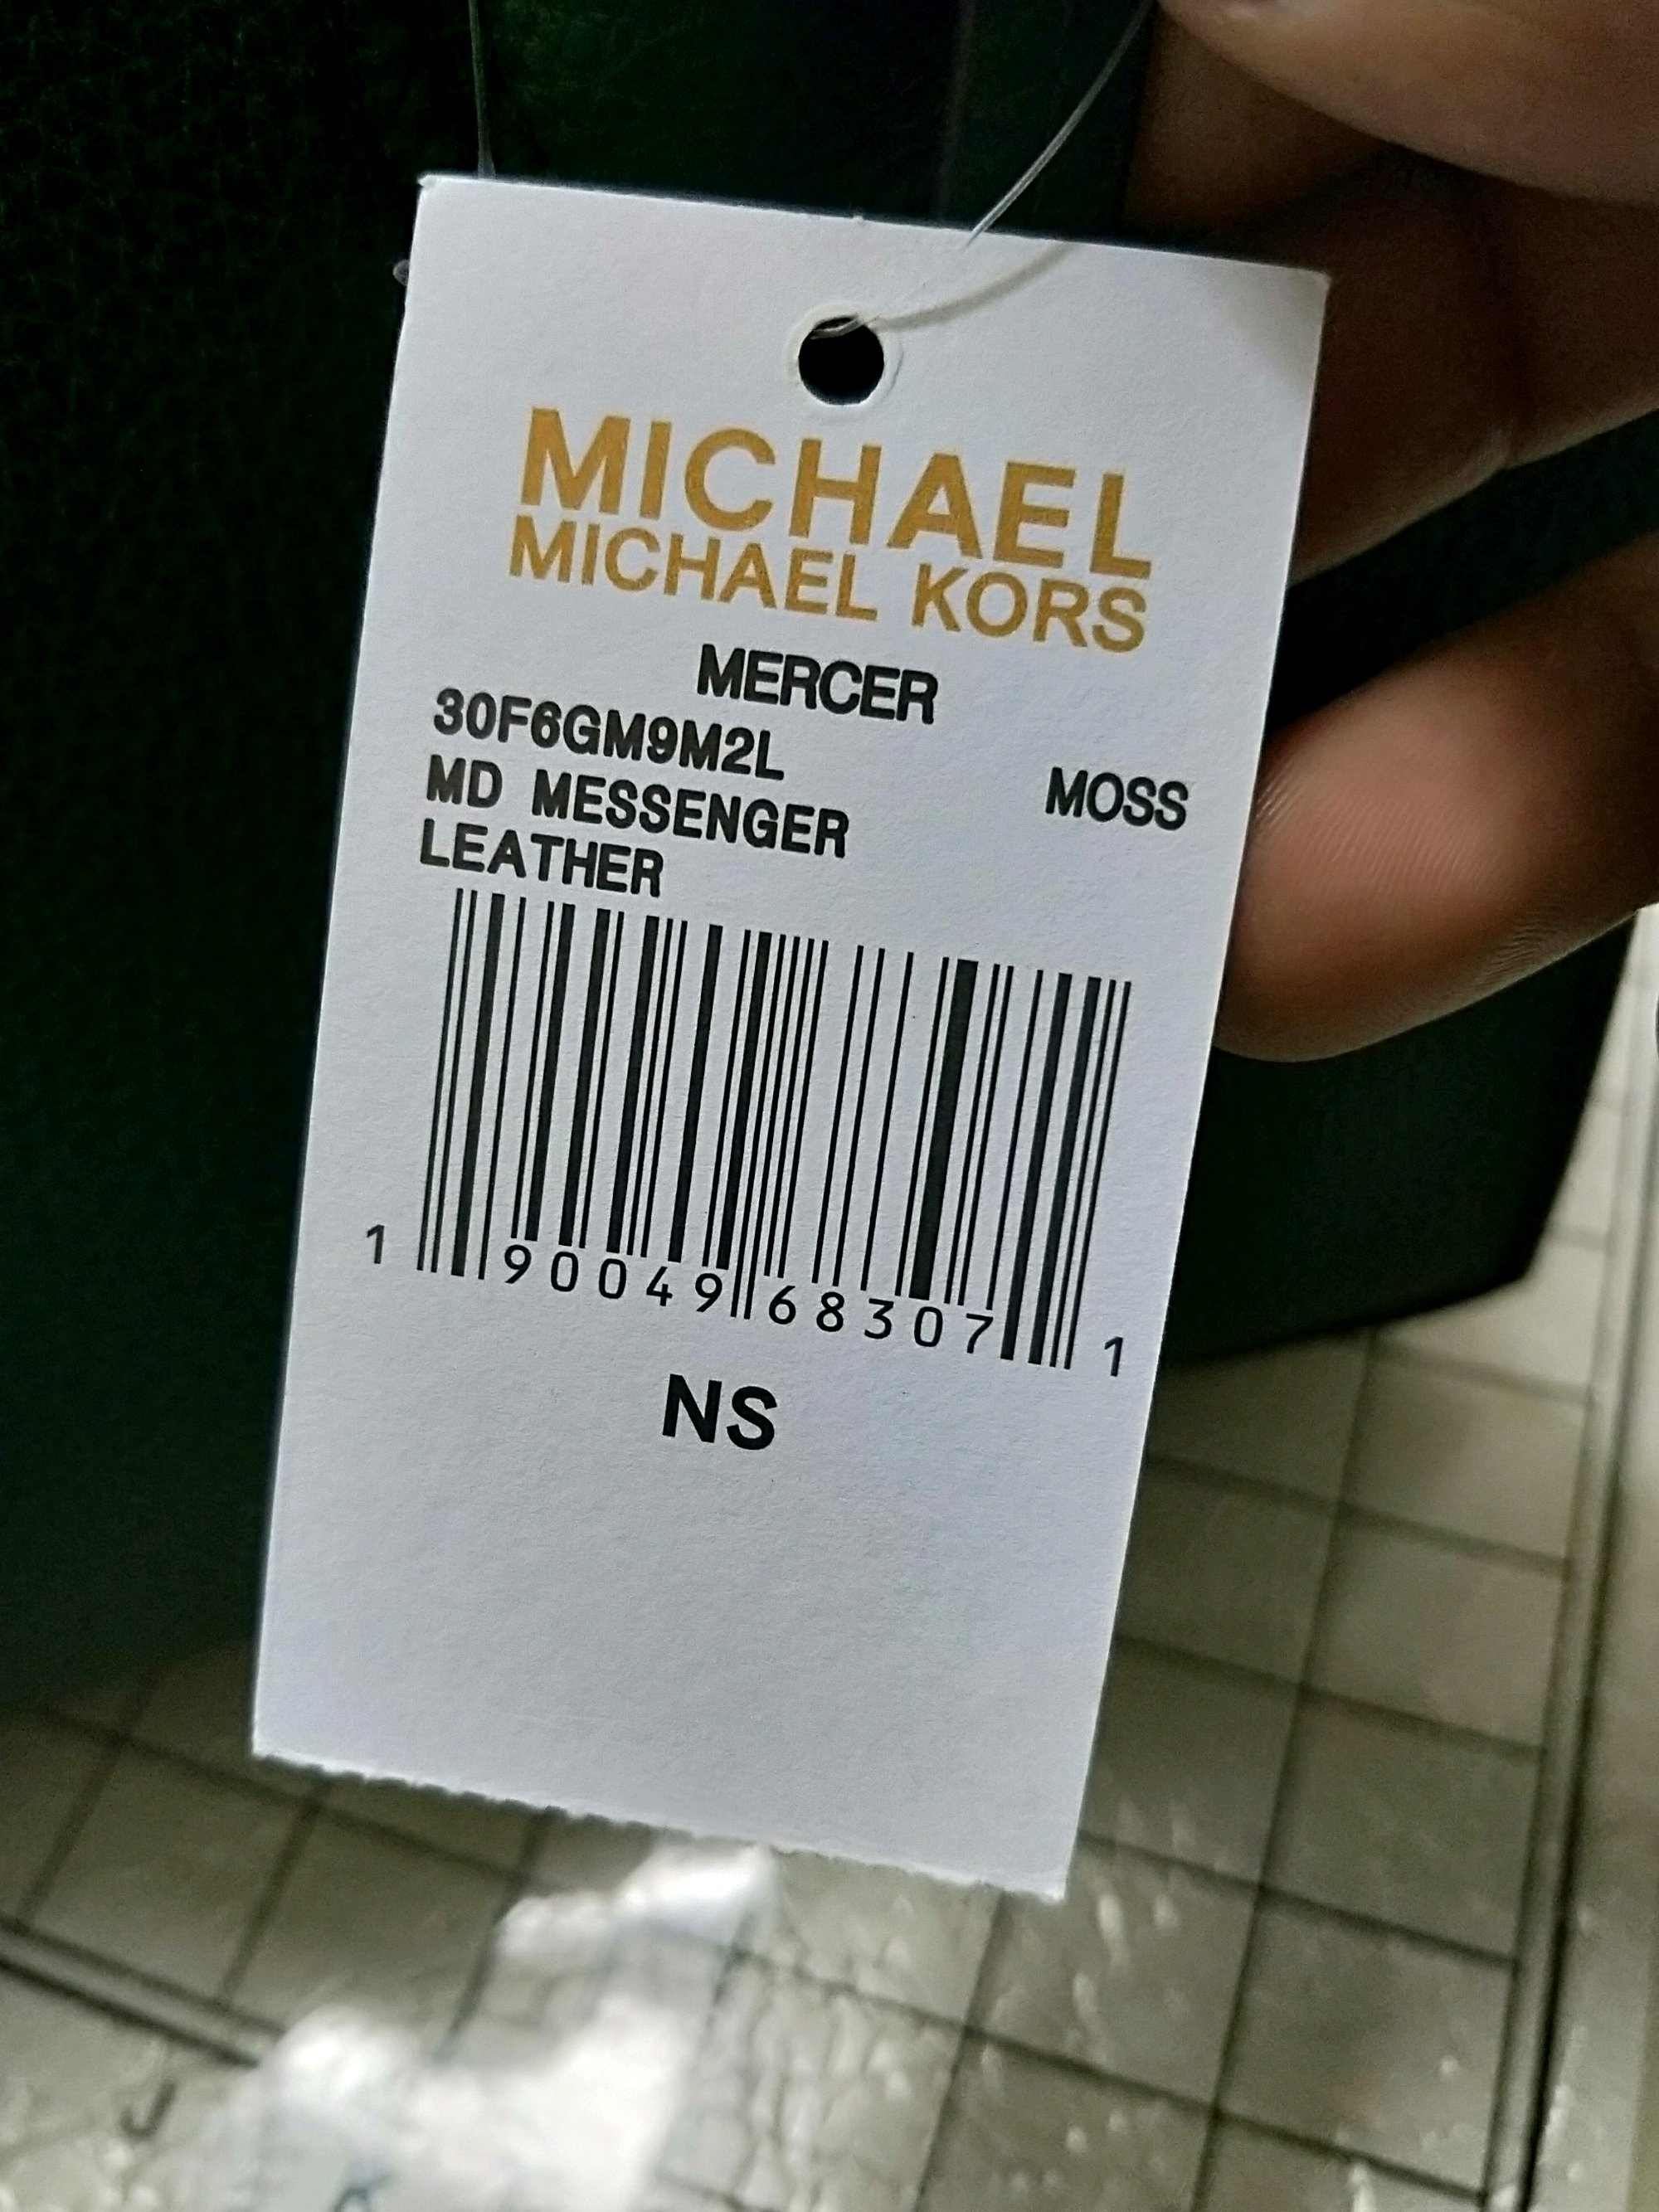 MICHAEL
MICHAEL KORS
MERCER
30F6GM9M2L
MD MESSENGER MOSS
LEATHER
1 90049 68307 1
NS